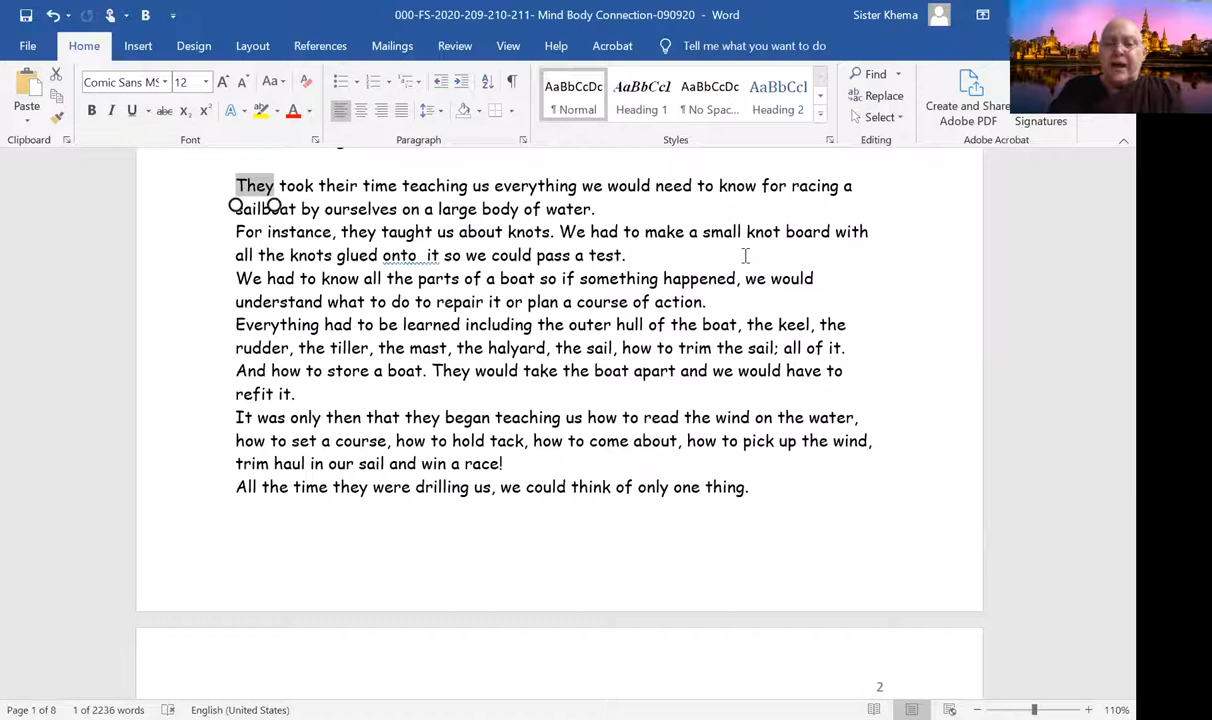 000-FS-2020-209-210-211- Mind Body Connection-090920 - Word
Sister Khema
File Home Insert Design Layout References Mailings Review View Help Acrobat Tell me what you want to do
Comic Sans MS 12 Aa
AaBbCcDc AaBbCcl AaBbCcDc AaBbCcl
¶ Normal Heading 1 ¶ No Spac... Heading 2
Find
Replace
Select
Paste
B I U abc X₂ X²
Create and Share
Adobe PDF
Signatures
Clipboard Font Paragraph Styles Editing Adobe Acrobat
They took their time teaching us everything we would need to know for racing a
sailboat by ourselves on a large body of water.
For instance, they taught us about knots. We had to make a small knot board with
all the knots glued onto  it so we could pass a test.
We had to know all the parts of a boat so if something happened, we would
understand what to do to repair it or plan a course of action.
Everything had to be learned including the outer hull of the boat, the keel, the
rudder, the tiller, the mast, the halyard, the sail, how to trim the sail; all of it.
And how to store a boat. They would take the boat apart and we would have to
refit it.
It was only then that they began teaching us how to read the wind on the water,
how to set a course, how to hold tack, how to come about, how to pick up the wind,
trim haul in our sail and win a race!
All the time they were drilling us, we could think of only one thing.
2
Page 1 of 8 1 of 2236 words English (United States) 110%